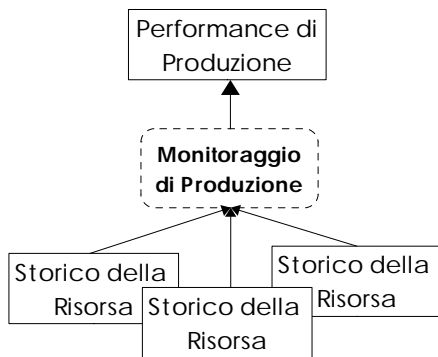 Performance di
Produzione
Monitoraggio
di Produzione
Storico della
Risorsa
Storico della
Risorsa
Storico della
Risorsa